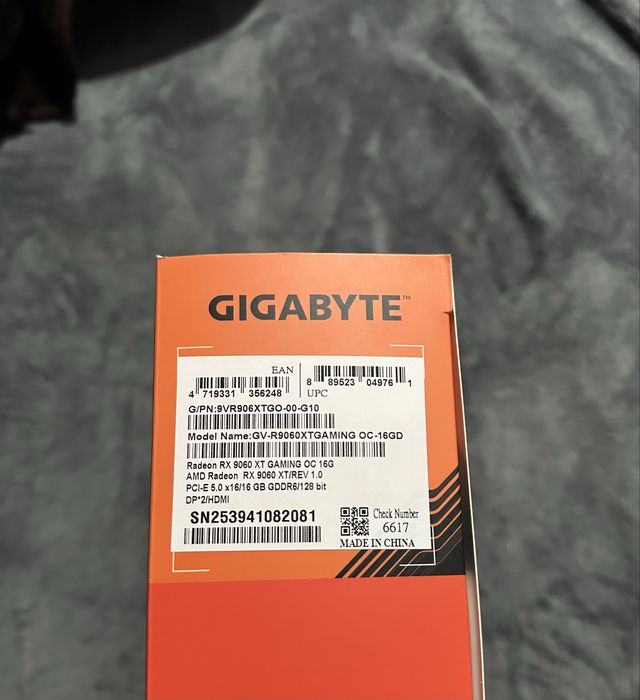 GIGABYTE™
EAN
4 719331 356248
8 89523 04976 1
UPC
G/PN:9VR906XTGO-00-G10
Model Name:GV-R9060XTGAMING OC-16GD
Radeon RX 9060 XT GAMING OC 16G
AMD Radeon RX 9060 XT/REV 1.0
PCI-E 5.0 x16/16 GB GDDR6/128 bit
DP*2/HDMI
SN253941082081
Check Number
6617
MADE IN CHINA